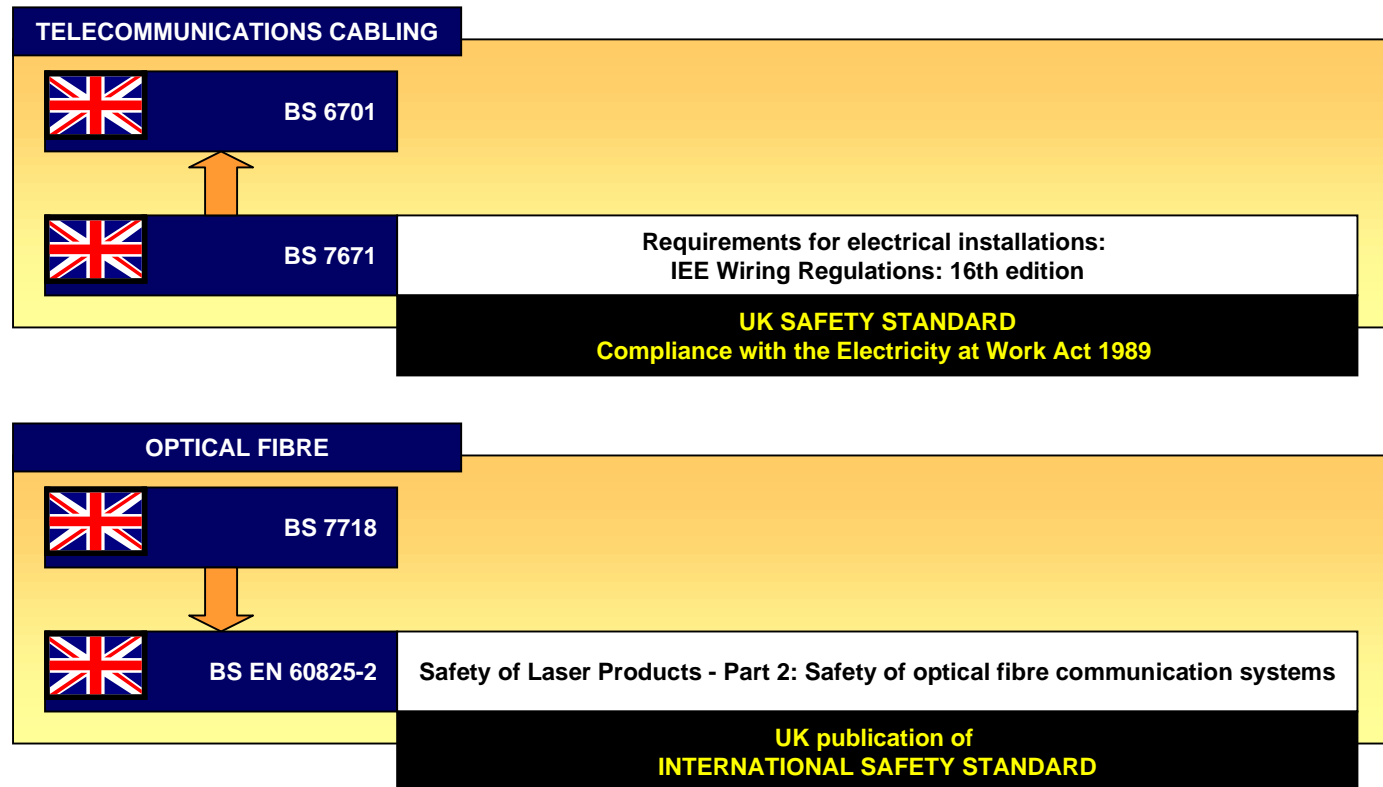 TELECOMMUNICATIONS CABLING
BS 6701
BS 7671
Requirements for electrical installations:
IEE Wiring Regulations: 16th edition
UK SAFETY STANDARD
Compliance with the Electricity at Work Act 1989
OPTICAL FIBRE
BS 7718
BS EN 60825-2
Safety of Laser Products - Part 2: Safety of optical fibre communication systems
UK publication of
INTERNATIONAL SAFETY STANDARD